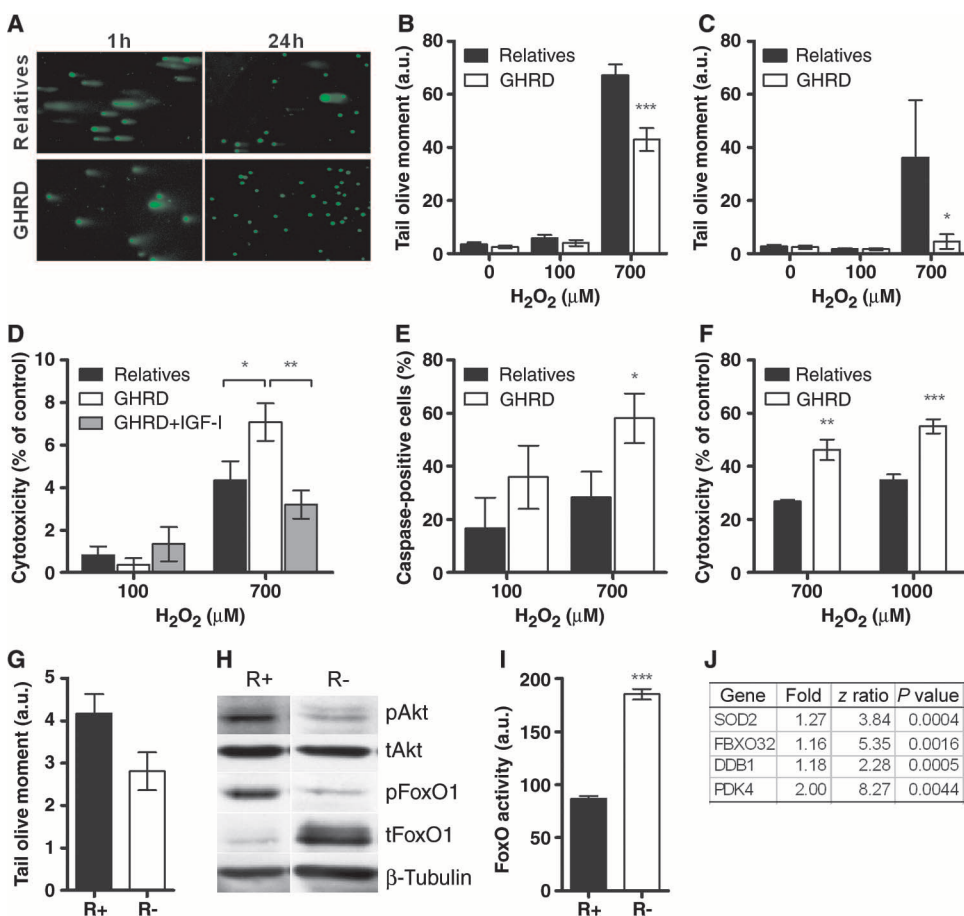 A
1h
24h
Relatives
GHRD
B
Tail olive moment (a.u.)
80
60
40
20
0
Relatives
GHRD
***
0
100
700
H2O2 (µM)
C
Tail olive moment (a.u.)
80
60
40
20
0
Relatives
GHRD
*
0
100
700
H2O2 (µM)
D
Cytotoxicity (% of control)
10
8
6
4
2
0
Relatives
GHRD
GHRD+IGF-I
*
**
100
700
H2O2 (µM)
E
Caspase-positive cells (%)
80
60
40
20
0
Relatives
GHRD
*
100
700
H2O2 (µM)
F
Cytotoxicity (% of control)
80
60
40
20
0
Relatives
GHRD
**
***
700
1000
H2O2 (µM)
G
Tail olive moment (a.u.)
5
4
3
2
1
0
R+
R-
H
R+
R-
pAkt
tAkt
pFoxO1
tFoxO1
β-Tubulin
I
FoxO activity (a.u.)
200
150
100
50
0
***
R+
R-
J
Gene Fold z ratio P value
SOD2 1.27 3.84 0.0004
FBXO32 1.16 5.35 0.0016
DDB1 1.18 2.28 0.0005
PDK4 2.00 8.27 0.0044